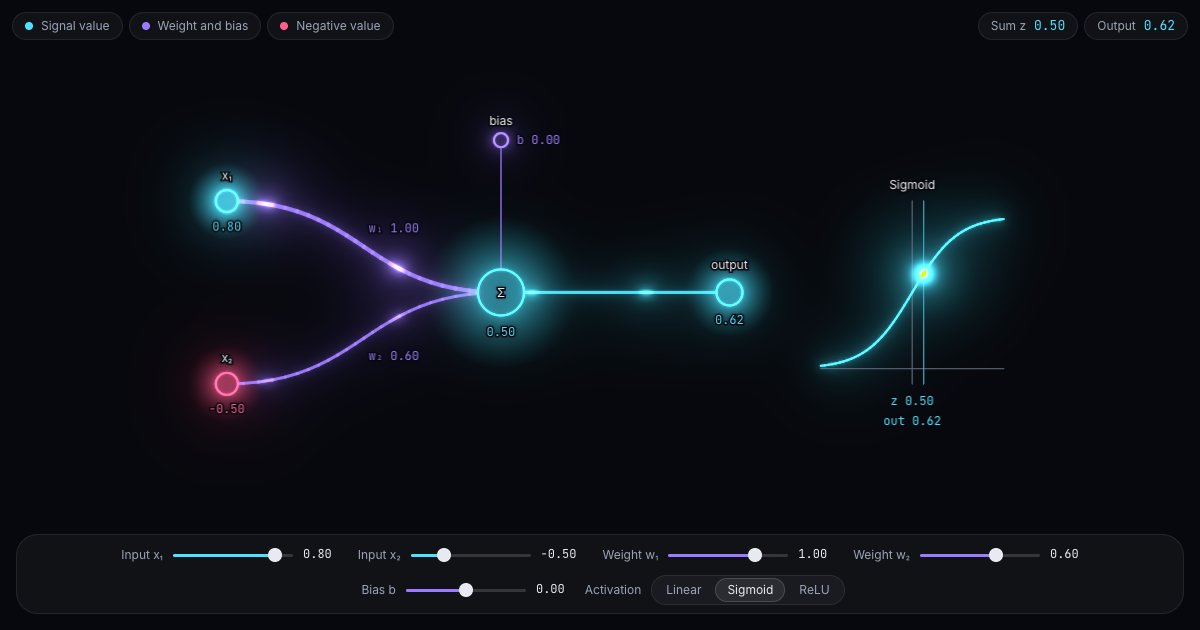 Signal value
Weight and bias
Negative value
Sum z 0.50
Output 0.62
bias
b 0.00
x₁
0.80
w₁ 1.00
Sigmoid
output
Σ
0.62
0.50
x₂
w₂ 0.60
-0.50
z 0.50
out 0.62
Input x₁ 0.80
Input x₂ -0.50
Weight w₁ 1.00
Weight w₂ 0.60
Bias b 0.00
Activation Linear Sigmoid ReLU